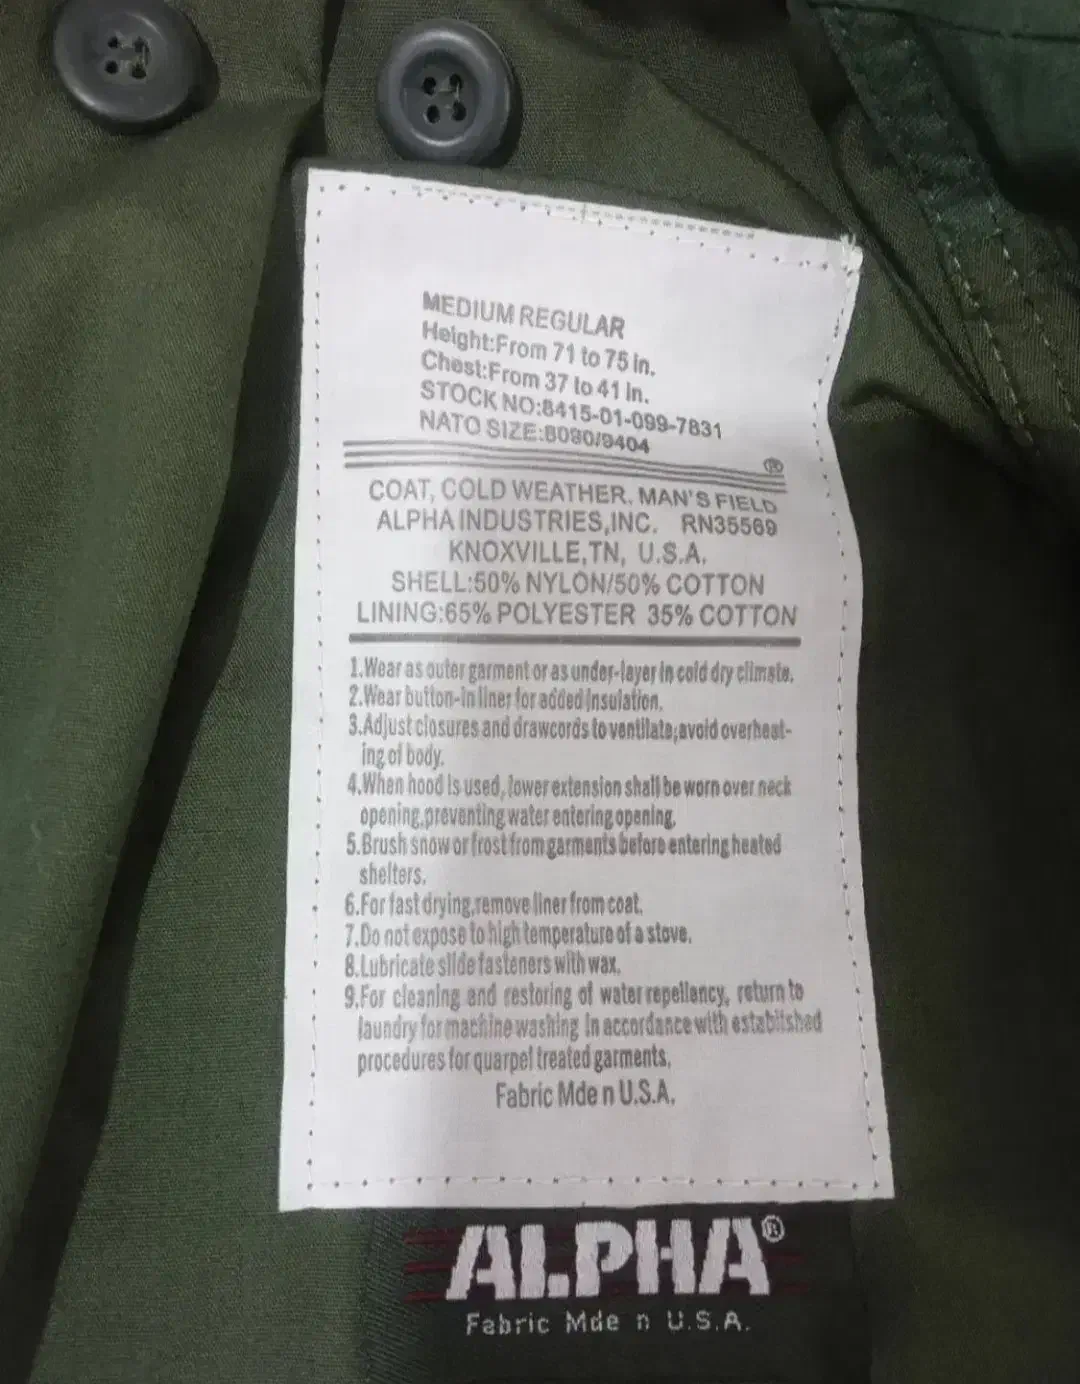 MEDIUM REGULAR
Height:From 71 to 75 in.
Chest:From 37 to 41 in.
STOCK NO:8415-01-099-7831
NATO SIZE:8090/9404
®
COAT, COLD WEATHER. MAN'S FIELD
ALPHA INDUSTRIES,INC. RN35569
KNOXVILLE,TN, U.S.A.
SHELL:50% NYLON/50% COTTON
LINING:65% POLYESTER 35% COTTON
1.Wear as outer garment or as under-layer in cold dry climate.
2.Wear button-in liner for added insulation.
3.Adjust closures and drawcords to ventilate;avoid overheat-
ing of body.
4.When hood is used, lower extension shall be worn over neck
opening,preventing water entering opening.
5.Brush snow or frost from garments before entering heated
shelters.
6.For fast drying,remove liner from coat.
7.Do not expose to high temperature of a stove.
8.Lubricate slide fasteners with wax.
9.For cleaning and restoring of water repellancy, return to
laundry for machine washing in accordance with established
procedures for quarpel treated garments.
Fabric Mde n U.S.A.
ALPHA®
Fabric Mde n U.S.A.